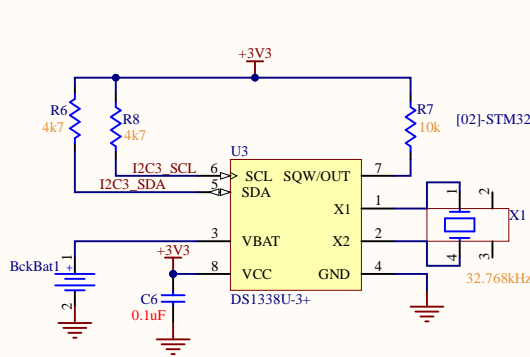 +3V3
R6
4k7
R8
4k7
R7
10k
[02]-STM32
I2C3_SCL
I2C3_SDA
U3
6
SCL
SQW/OUT
7
5
SDA
X1
1
3
VBAT
X2
2
8
VCC
GND
4
DS1338U-3+
1
2
X1
4
3
32.768kHz
BckBat1
1
+
2
+3V3
C6
0.1uF